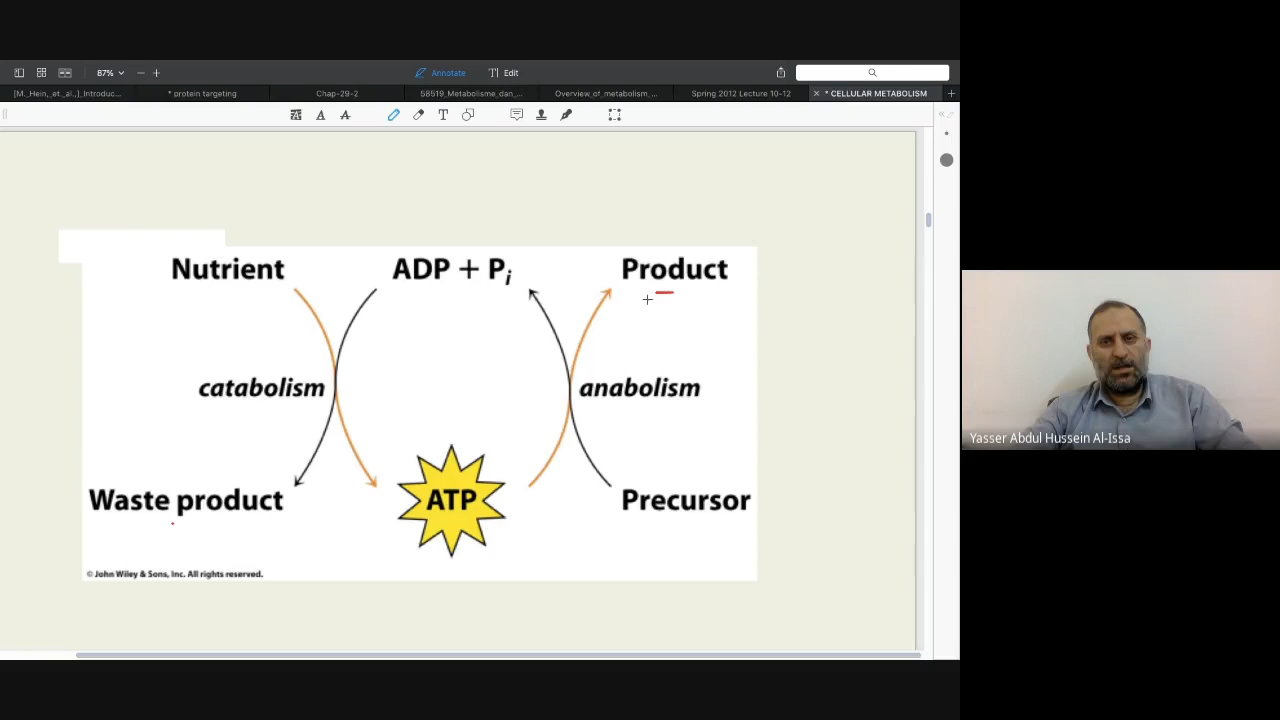 87%
Annotate
Edit
[M._Hein,_et._al.,]_Introduc...
* protein targeting
Chap-29-2
58519_Metabolisme_dan_...
Overview_of_metabolism_...
Spring 2012 Lecture 10-12
* CELLULAR METABOLISM
Nutrient
ADP + Pi
Product
catabolism
anabolism
Waste product
ATP
Precursor
© John Wiley & Sons, Inc. All rights reserved.
Yasser Abdul Hussein Al-Issa